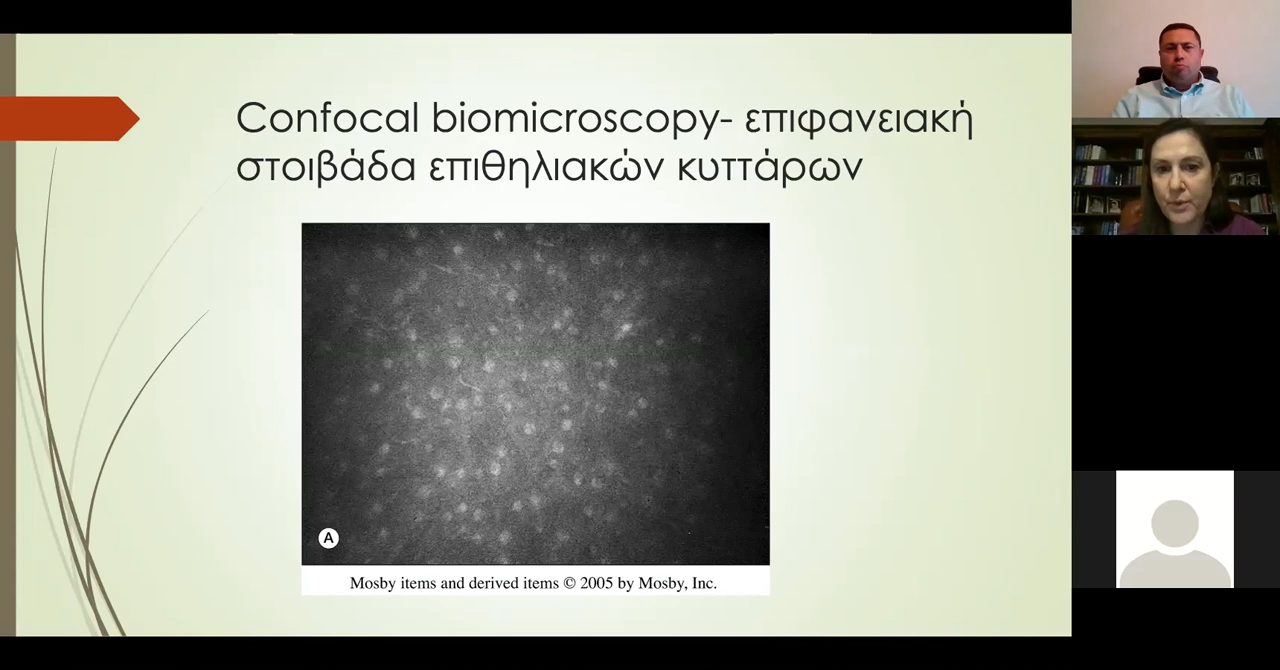 Confocal biomicroscopy- επιφανειακή
στοιβάδα επιθηλιακών κυττάρων
A
Mosby items and derived items © 2005 by Mosby, Inc.